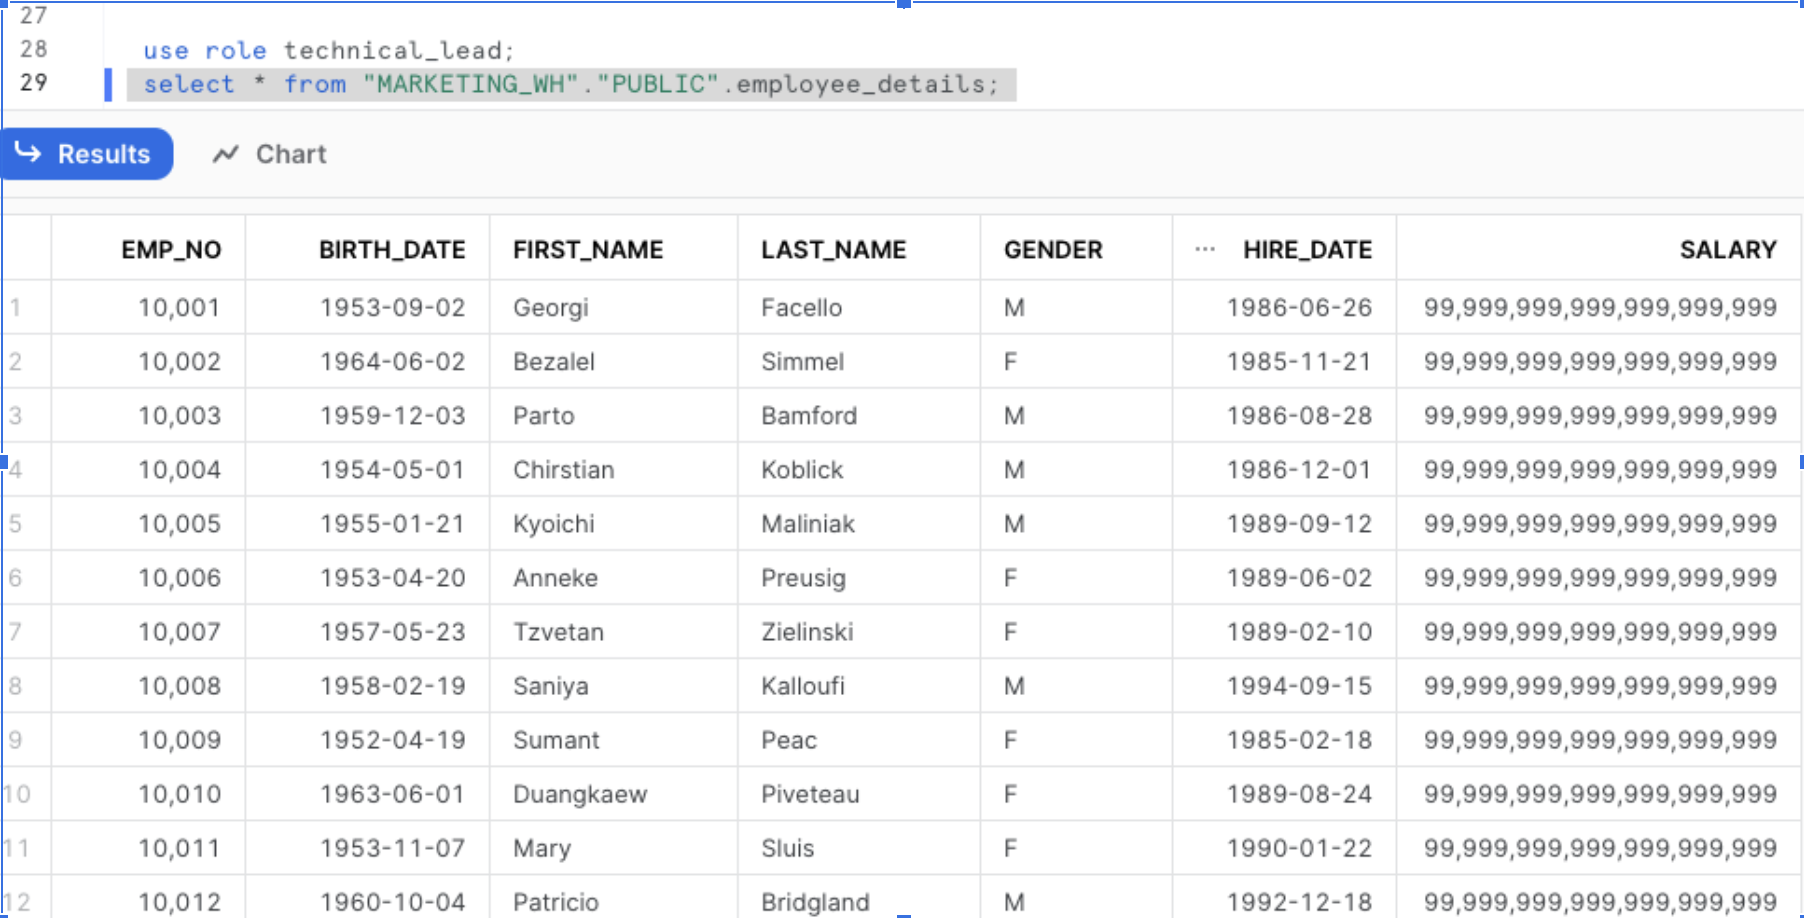 27
28 use role technical_lead;
29 select * from "MARKETING_WH"."PUBLIC".employee_details;
Results Chart
EMP_NO BIRTH_DATE FIRST_NAME LAST_NAME GENDER ··· HIRE_DATE SALARY
1 10,001 1953-09-02 Georgi Facello M 1986-06-26 99,999,999,999,999,999,999
2 10,002 1964-06-02 Bezalel Simmel F 1985-11-21 99,999,999,999,999,999,999
3 10,003 1959-12-03 Parto Bamford M 1986-08-28 99,999,999,999,999,999,999
4 10,004 1954-05-01 Chirstian Koblick M 1986-12-01 99,999,999,999,999,999,999
5 10,005 1955-01-21 Kyoichi Maliniak M 1989-09-12 99,999,999,999,999,999,999
6 10,006 1953-04-20 Anneke Preusig F 1989-06-02 99,999,999,999,999,999,999
7 10,007 1957-05-23 Tzvetan Zielinski F 1989-02-10 99,999,999,999,999,999,999
8 10,008 1958-02-19 Saniya Kalloufi M 1994-09-15 99,999,999,999,999,999,999
9 10,009 1952-04-19 Sumant Peac F 1985-02-18 99,999,999,999,999,999,999
10 10,010 1963-06-01 Duangkaew Piveteau F 1989-08-24 99,999,999,999,999,999,999
11 10,011 1953-11-07 Mary Sluis F 1990-01-22 99,999,999,999,999,999,999
12 10,012 1960-10-04 Patricio Bridgland M 1992-12-18 99,999,999,999,999,999,999